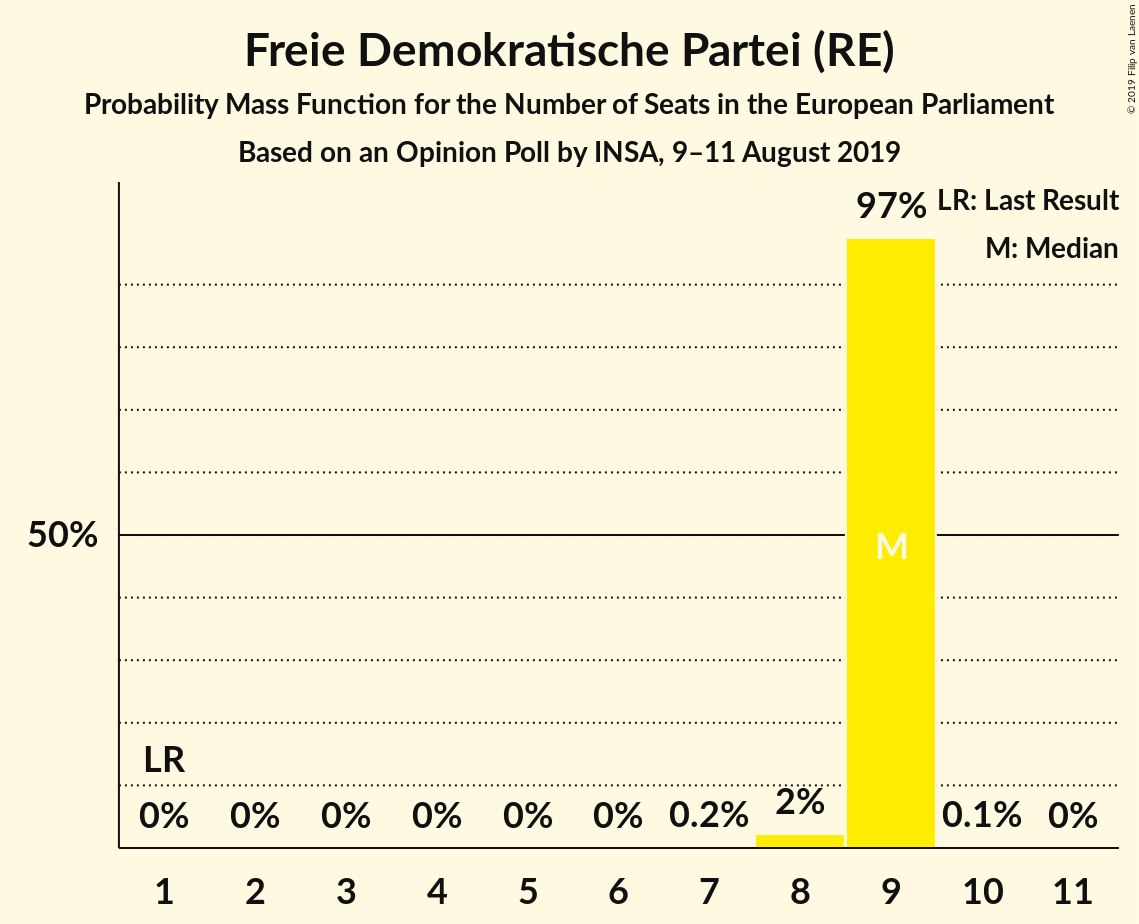 Freie Demokratische Partei (RE)
Probability Mass Function for the Number of Seats in the European Parliament
Based on an Opinion Poll by INSA, 9–11 August 2019
© 2019 Filip van Laenen
LR: Last Result
M: Median
97%
50%
M
LR
0% 0% 0% 0% 0% 0% 0.2% 2% 0.1% 0%
1 2 3 4 5 6 7 8 9 10 11